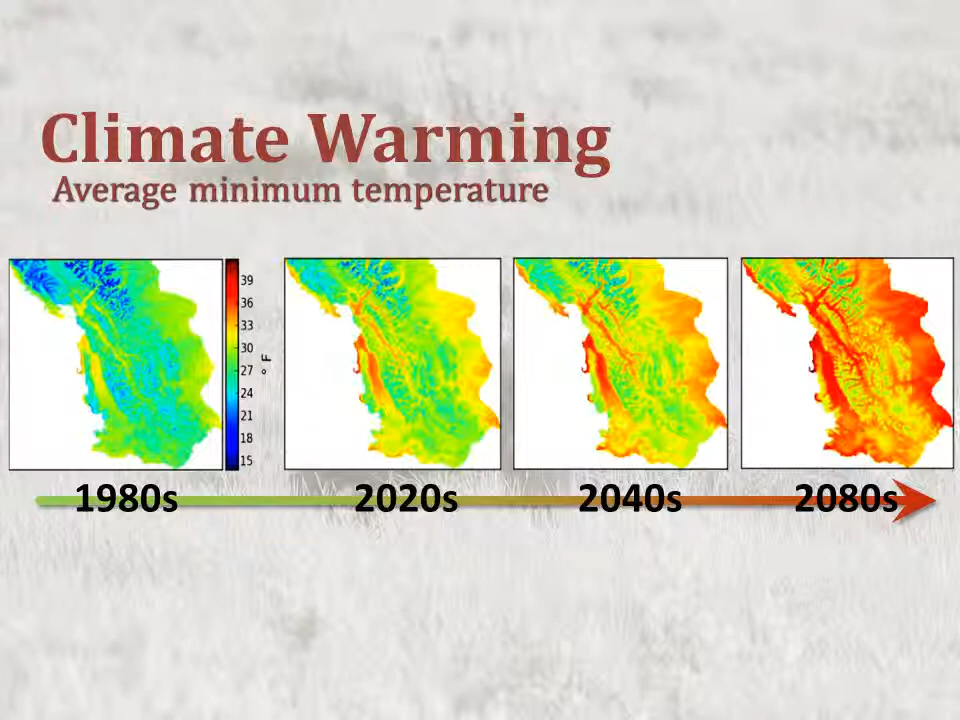 Climate Warming
Average minimum temperature
39
36
33
30
27
24
21
18
15
° F
1980s
2020s
2040s
2080s